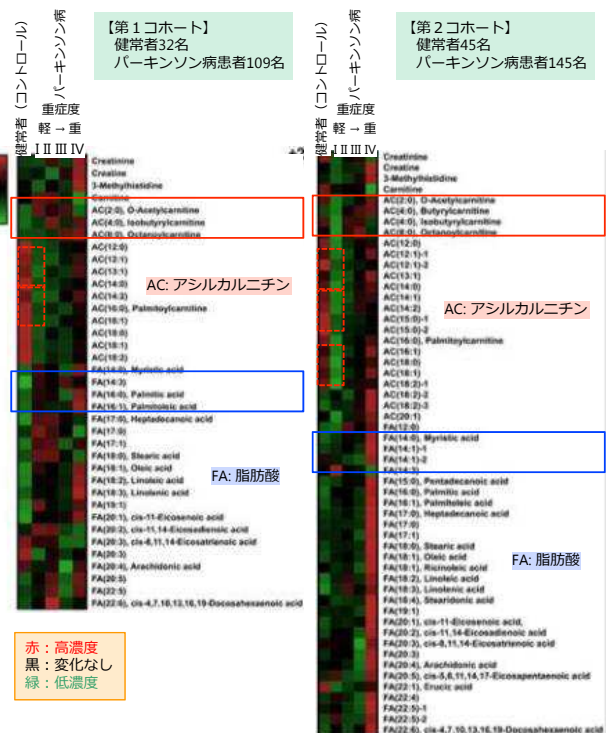 【第１コホート】
健常者32名
パーキンソン病患者109名
健常者（コントロール）
パーキンソン病
重症度
軽 → 重
I II III IV
Creatinine
Creatine
3-Methylhistidine
Carnitine
AC(2:0), O-Acetylcarnitine
AC(4:0), Isobutyrylcarnitine
AC(8:0), Octanoylcarnitine
AC(12:0)
AC(12:1)
AC(13:1)
AC(14:0)
AC(14:2)
AC(16:0), Palmitoylcarnitine
AC(16:1)
AC(18:0)
AC(18:1)
AC(18:2)
FA(14:0), Myristic acid
FA(14:3)
FA(16:0), Palmitic acid
FA(16:1), Palmitoleic acid
FA(17:0), Heptadecanoic acid
FA(17:0)
FA(17:1)
FA(18:0), Stearic acid
FA(18:1), Oleic acid
FA(18:2), Linoleic acid
FA(18:3), Linolenic acid
FA(19:1)
FA(20:1), cis-11-Eicosenoic acid
FA(20:2), cis-11,14-Eicosadienoic acid
FA(20:3), cis-8,11,14-Eicosatrienoic acid
FA(20:3)
FA(20:4), Arachidonic acid
FA(20:5)
FA(22:5)
FA(22:6), cis-4,7,10,13,16,19-Docosahexaenoic acid
AC: アシルカルニチン
FA: 脂肪酸
赤：高濃度
黒：変化なし
緑：低濃度
【第２コホート】
健常者45名
パーキンソン病患者145名
健常者（コントロール）
パーキンソン病
重症度
軽 → 重
I II III IV
Creatinine
Creatine
3-Methylhistidine
Carnitine
AC(2:0), O-Acetylcarnitine
AC(4:0), Butyrylcarnitine
AC(4:0), Isobutyrylcarnitine
AC(8:0), Octanoylcarnitine
AC(12:0)
AC(12:1)-1
AC(12:1)-2
AC(13:1)
AC(14:0)
AC(14:1)
AC(14:2)
AC(15:0)-1
AC(15:0)-2
AC(16:0), Palmitoylcarnitine
AC(16:1)
AC(18:0)
AC(18:1)
AC(18:2)-1
AC(18:2)-2
AC(18:2)-3
AC(20:1)
FA(12:0)
FA(14:0), Myristic acid
FA(14:1)-1
FA(14:1)-2
FA(14:3)
FA(15:0), Pentadecanoic acid
FA(16:0), Palmitic acid
FA(16:1), Palmitoleic acid
FA(17:0), Heptadecanoic acid
FA(17:0)
FA(17:1)
FA(18:0), Stearic acid
FA(18:1), Oleic acid
FA(18:1), Ricinoleic acid
FA(18:2), Linoleic acid
FA(18:3), Linolenic acid
FA(18:4), Stearidonic acid
FA(19:1)
FA(20:1), cis-11-Eicosenoic acid,
FA(20:2), cis-11,14-Eicosadienoic acid
FA(20:3), cis-8,11,14-Eicosatrienoic acid
FA(20:3)
FA(20:4), Arachidonic acid
FA(20:5), cis-5,8,11,14,17-Eicosapentaenoic acid
FA(22:1), Erucic acid
FA(22:4)
FA(22:5)-1
FA(22:5)-2
FA(22:6), cis-4,7,10,13,16,19-Docosahexaenoic acid
AC: アシルカルニチン
FA: 脂肪酸